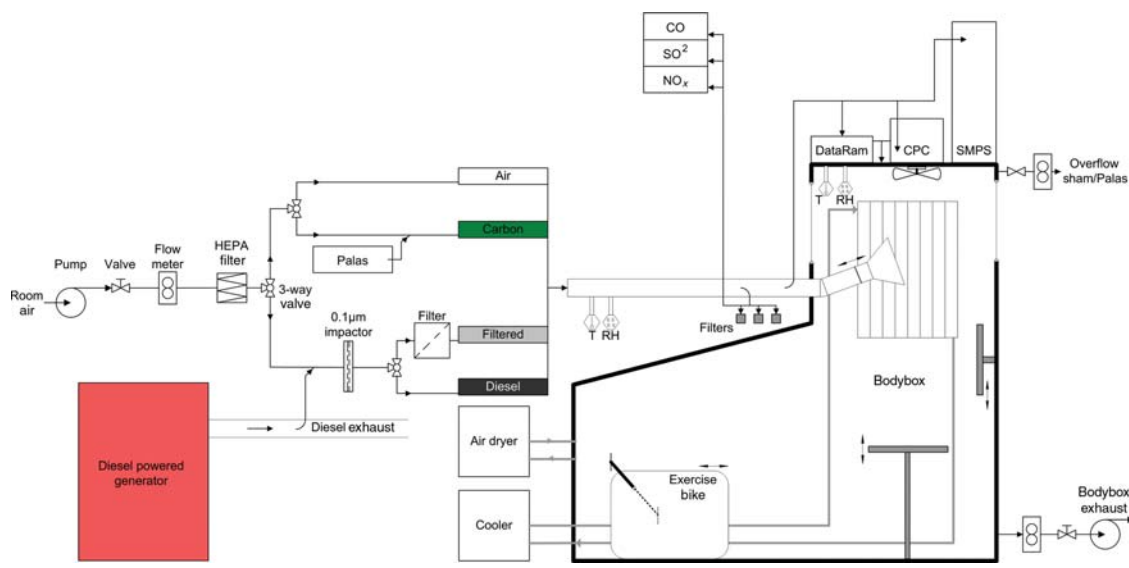 CO
SO²
NOₓ
DataRam
CPC
SMPS
Overflow
sham/Palas
T
RH
Air
Carbon
Palas
HEPA
filter
Flow
meter
Pump
Valve
Room
air
3-way
valve
0.1µm
impactor
Filter
Filtered
Diesel
T
RH
Filters
Bodybox
Diesel exhaust
Diesel powered
generator
Air dryer
Cooler
Exercise
bike
Bodybox
exhaust